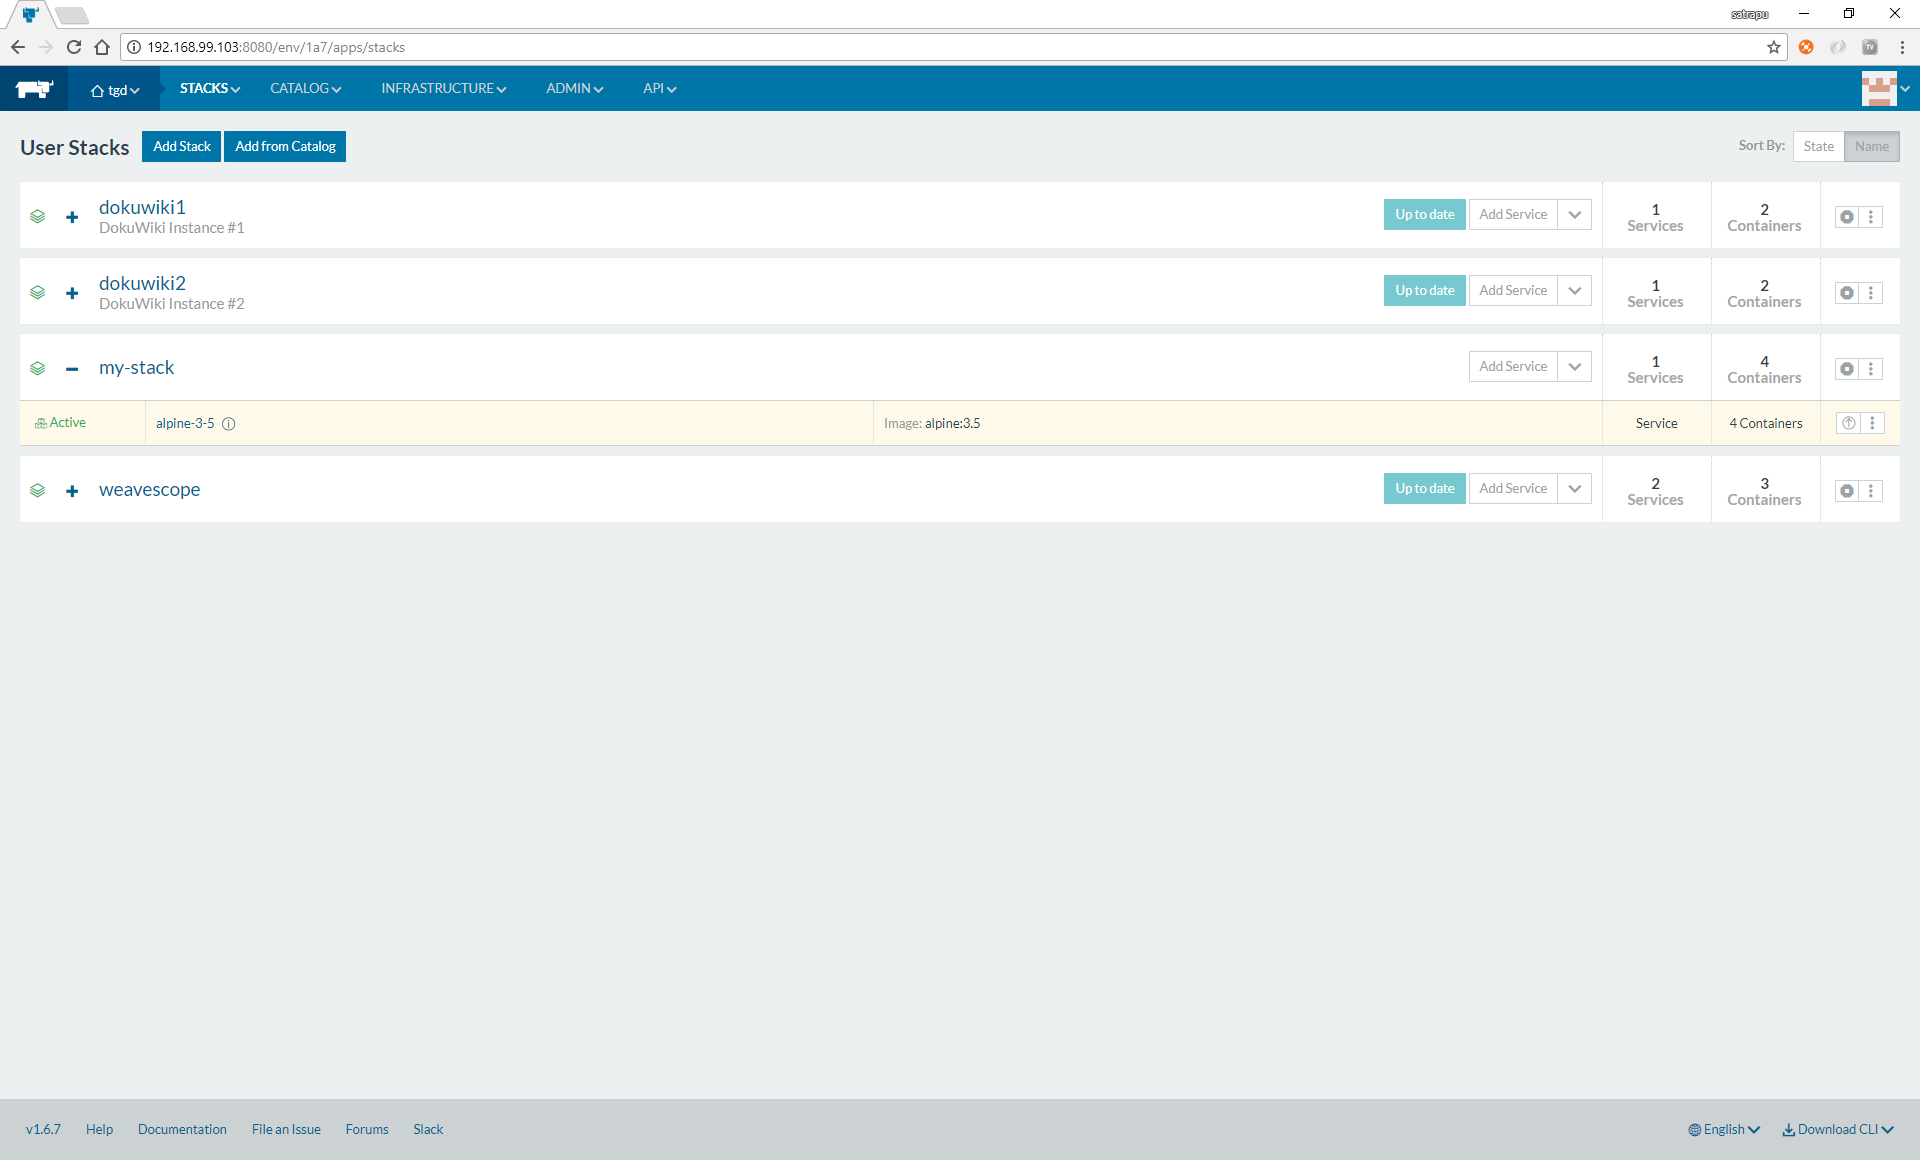 satrapu
192.168.99.103:8080/env/1a7/apps/stacks
TV
tgd STACKS CATALOG INFRASTRUCTURE ADMIN API
User Stacks Add Stack Add from Catalog Sort By: State Name
dokuwiki1
DokuWiki Instance #1
Up to date Add Service
1
Services
2
Containers
dokuwiki2
DokuWiki Instance #2
Up to date Add Service
1
Services
2
Containers
my-stack
Add Service
1
Services
4
Containers
Active alpine-3-5 Image: alpine:3.5 Service 4 Containers
weavescope
Up to date Add Service
2
Services
3
Containers
v1.6.7 Help Documentation File an Issue Forums Slack English Download CLI